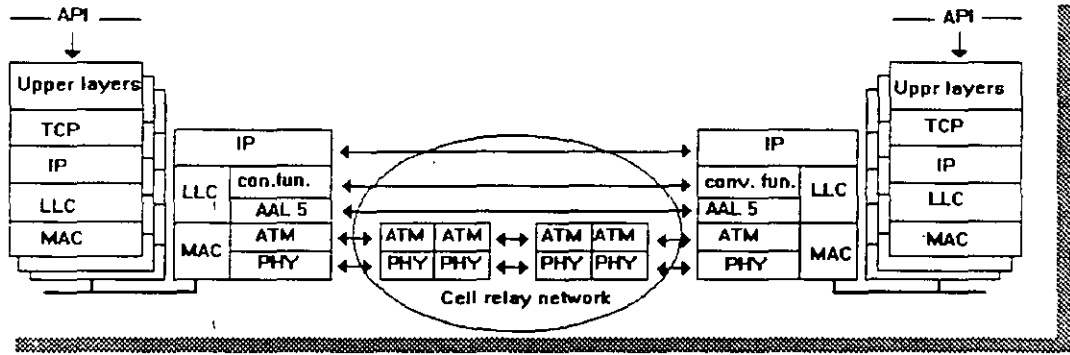 API
Upper layers
TCP
IP
LLC
MAC
IP
LLC
con.fun.
AAL 5
MAC
ATM
PHY
ATM ATM
PHY PHY
ATM ATM
PHY PHY
Cell relay network
IP
conv. fun.
LLC
AAL 5
ATM
MAC
PHY
API
Uppr layers
TCP
IP
LLC
MAC